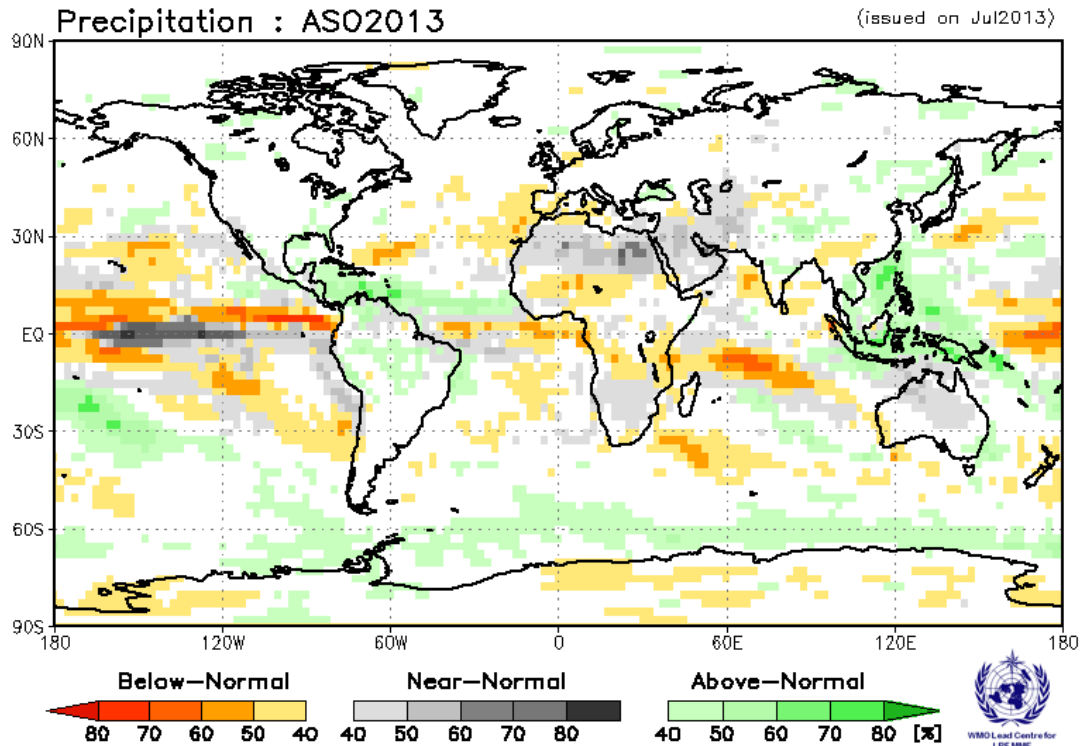 Precipitation : ASO2013
(issued on Jul2013)
90N
60N
30N
EQ
30S
60S
90S
180 120W 60W 0 60E 120E 180
Below-Normal Near-Normal Above-Normal
80 70 60 50 40 40 50 60 70 80 40 50 60 70 80 [%]
WMO Lead Centre for